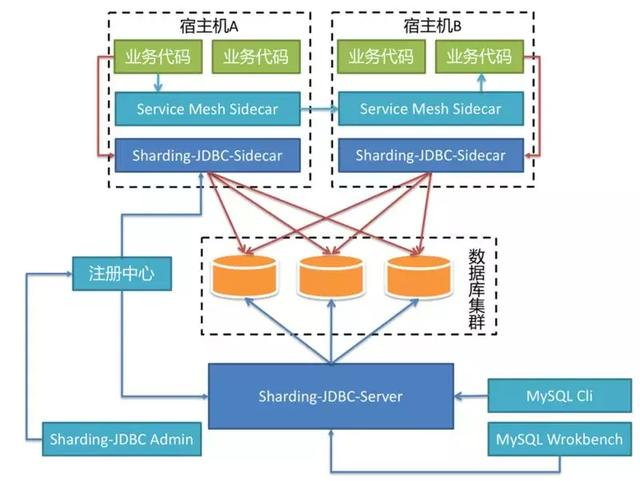 宿主机A
宿主机B
业务代码
业务代码
业务代码
业务代码
Service Mesh Sidecar
Service Mesh Sidecar
Sharding-JDBC-Sidecar
Sharding-JDBC-Sidecar
注册中心
数据库集群
Sharding-JDBC-Server
MySQL Cli
Sharding-JDBC Admin
MySQL Wrokbench